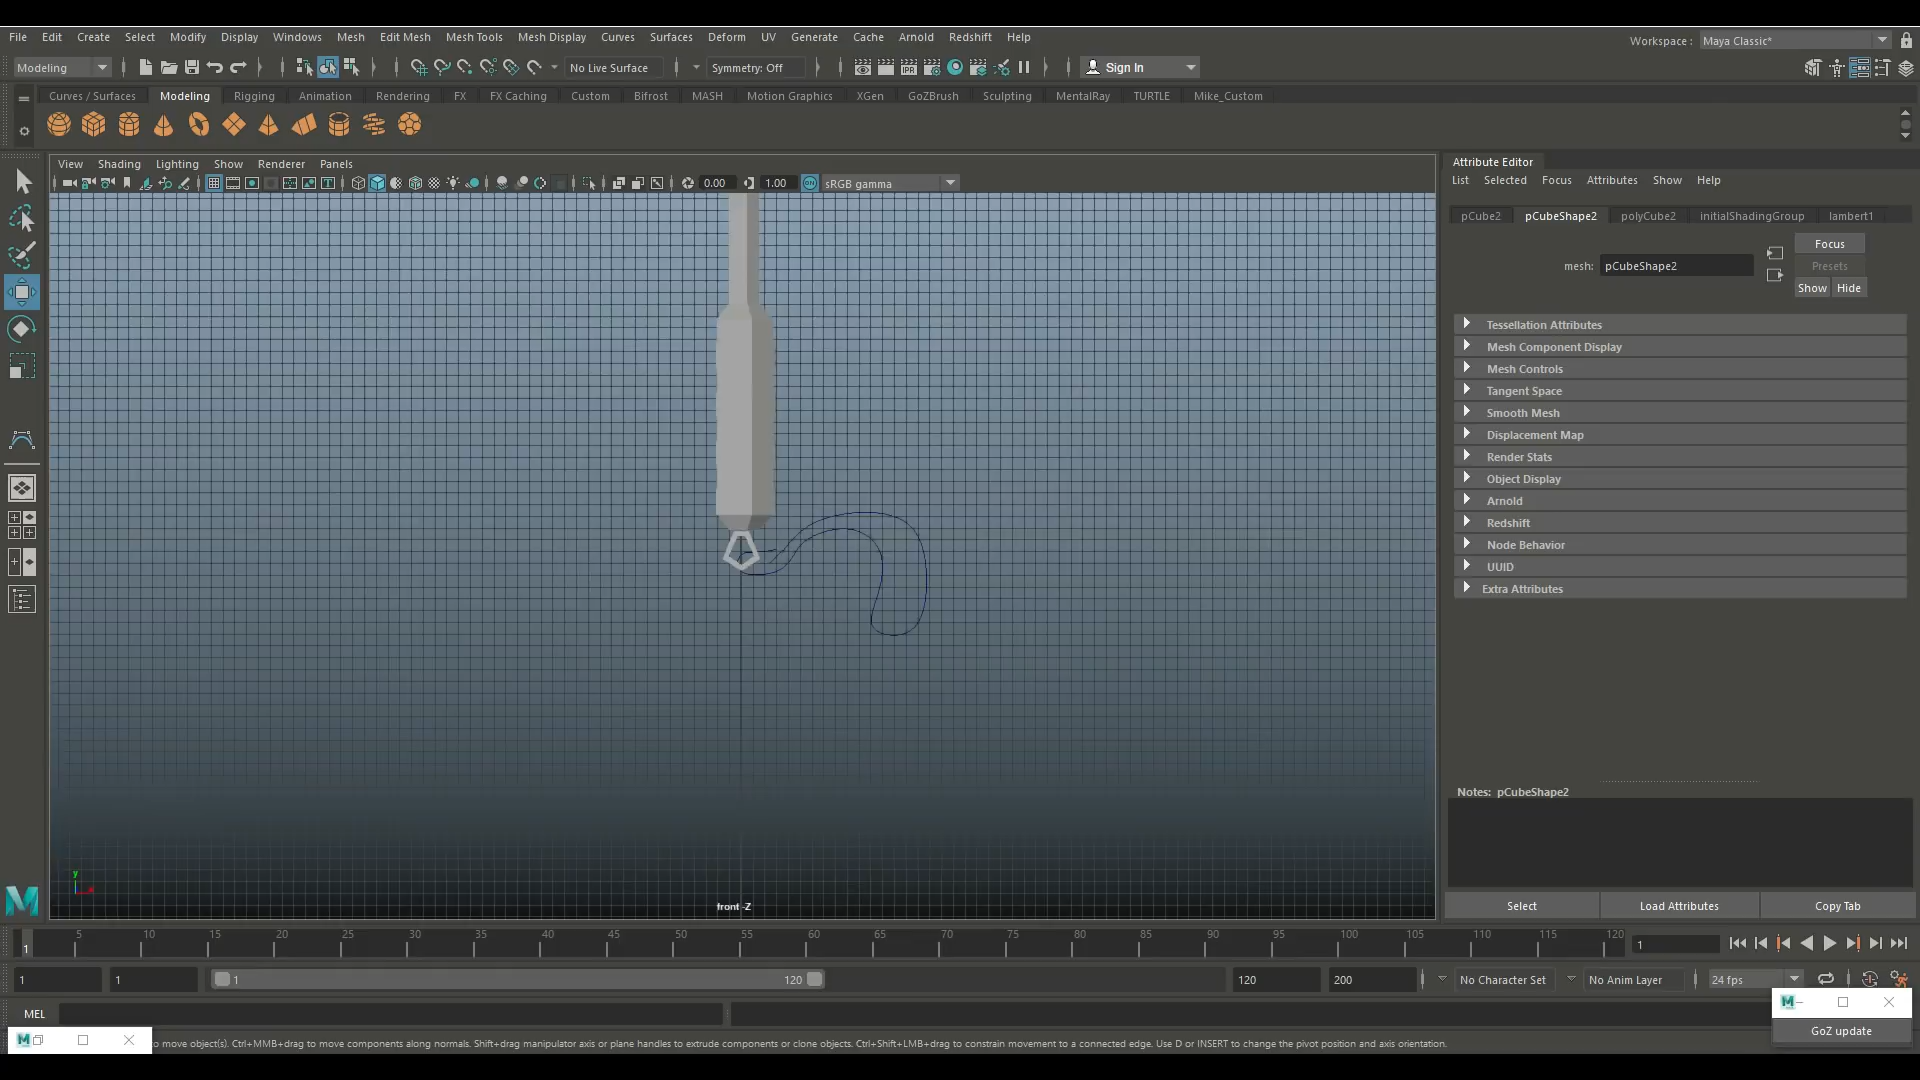 File Edit Create Select Modify Display Windows Mesh Edit Mesh Mesh Tools Mesh Display Curves Surfaces Deform UV Generate Cache Arnold Redshift Help
Workspace : Maya Classic*
Modeling No Live Surface Symmetry: Off IPR Sign In
Curves / Surfaces Modeling Rigging Animation Rendering FX FX Caching Custom Bifrost MASH Motion Graphics XGen GoZBrush Sculpting MentalRay TURTLE Mike_Custom
View Shading Lighting Show Renderer Panels
0.00 1.00 ON sRGB gamma
Attribute Editor
List Selected Focus Attributes Show Help
pCube2 pCubeShape2 polyCube2 initialShadingGroup lambert1
Focus
mesh: pCubeShape2 Presets
Show Hide
Tessellation Attributes
Mesh Component Display
Mesh Controls
Tangent Space
Smooth Mesh
Displacement Map
Render Stats
Object Display
Arnold
Redshift
Node Behavior
UUID
Extra Attributes
Notes: pCubeShape2
y
front -Z
Select Load Attributes Copy Tab
1 5 10 15 20 25 30 35 40 45 50 55 60 65 70 75 80 85 90 95 100 105 110 115 120 1
1 1 1 120 120 200 No Character Set No Anim Layer 24 fps
MEL
GoZ update
to move object(s). Ctrl+MMB+drag to move components along normals. Shift+drag manipulator axis or plane handles to extrude components or clone objects. Ctrl+Shift+LMB+drag to constrain movement to a connected edge. Use D or INSERT to change the pivot position and axis orientation.